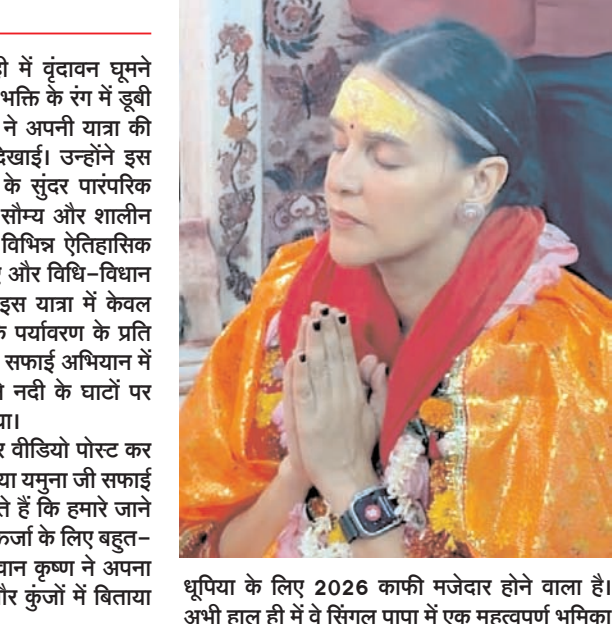 ही में वृंदावन घूमने
भक्ति के रंग में डूबी
ने अपनी यात्रा की
देखाई। उन्होंने इस
के सुंदर पारंपरिक
सौम्य और शालीन
विभिन्न ऐतिहासिक
और विधि-विधान
इस यात्रा में केवल
पर्यावरण के प्रति
सफाई अभियान में
नदी के घाटों पर
या।
वीडियो पोस्ट कर
या यमुना जी सफाई
ते हैं कि हमारे जाने
ऊर्जा के लिए बहुत-
वान कृष्ण ने अपना
और कुंजों में बिताया
धूपिया के लिए 2026 काफी मजेदार होने वाला है।
अभी हाल ही में वे सिंगल पापा में एक महत्वपूर्ण भूमिका